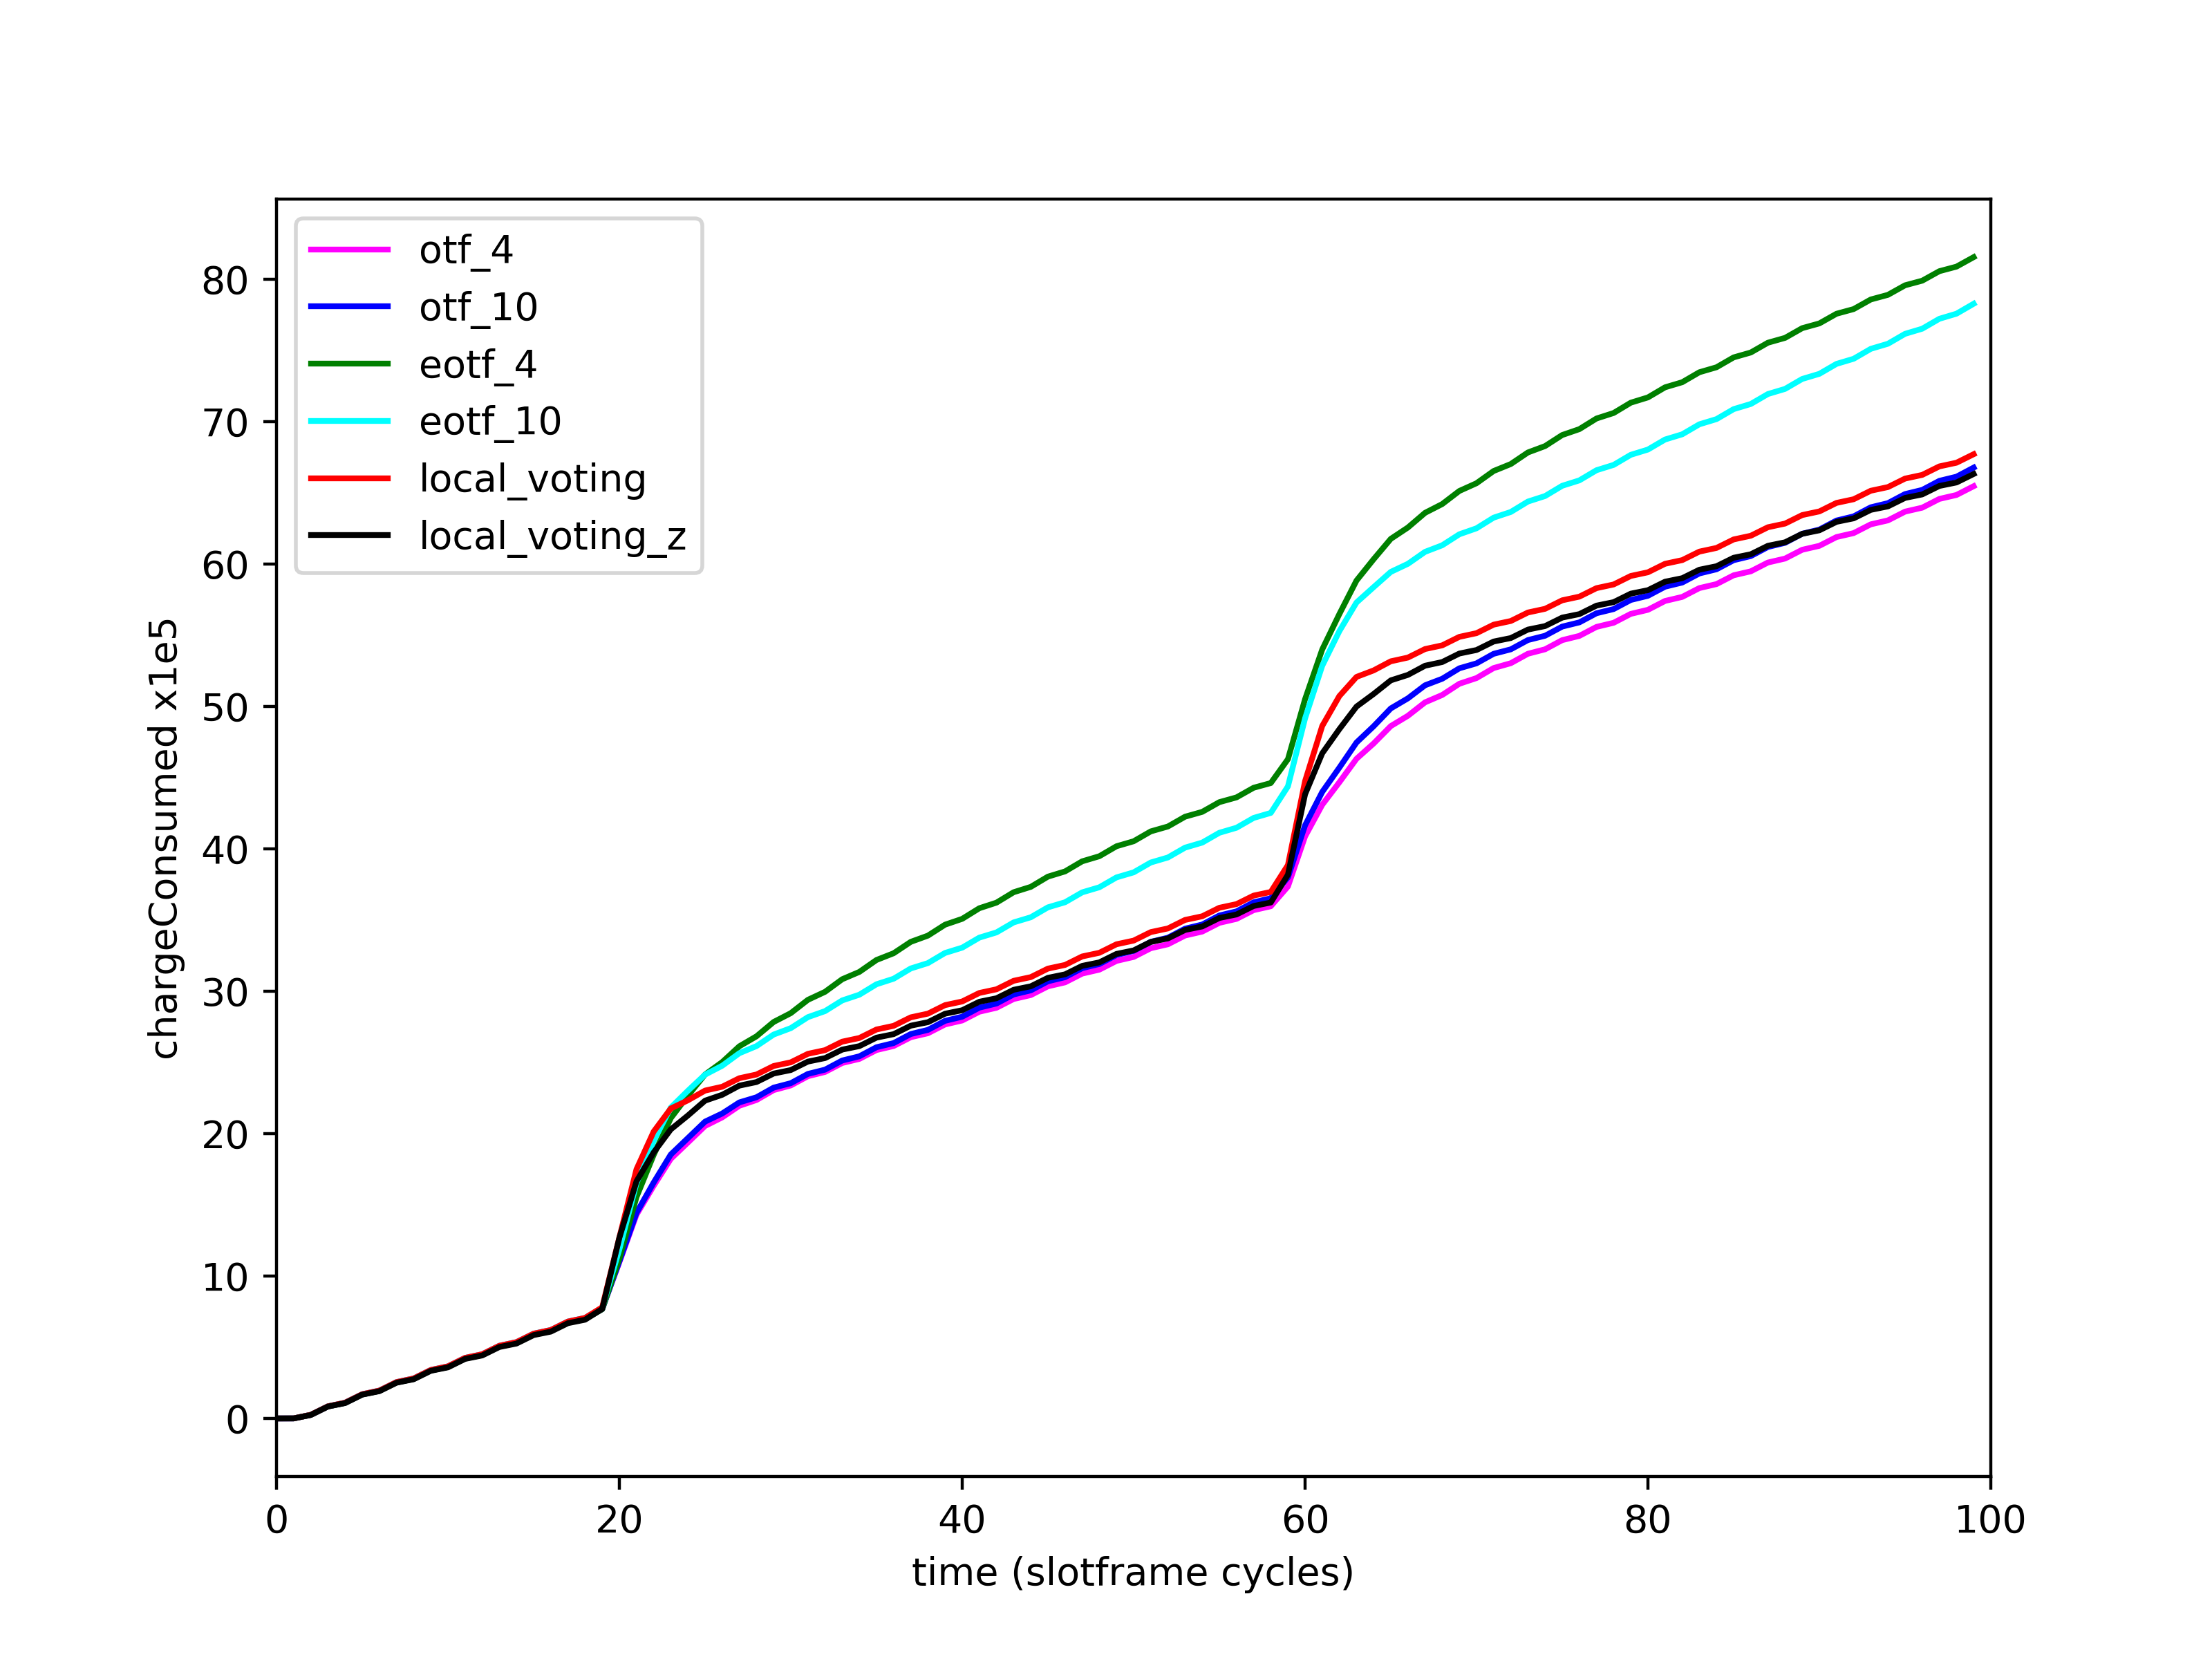 otf_4
otf_10
eotf_4
eotf_10
local_voting
local_voting_z
80
70
60
50
40
30
20
10
0
chargeConsumed x1e5
0 20 40 60 80 100
time (slotframe cycles)